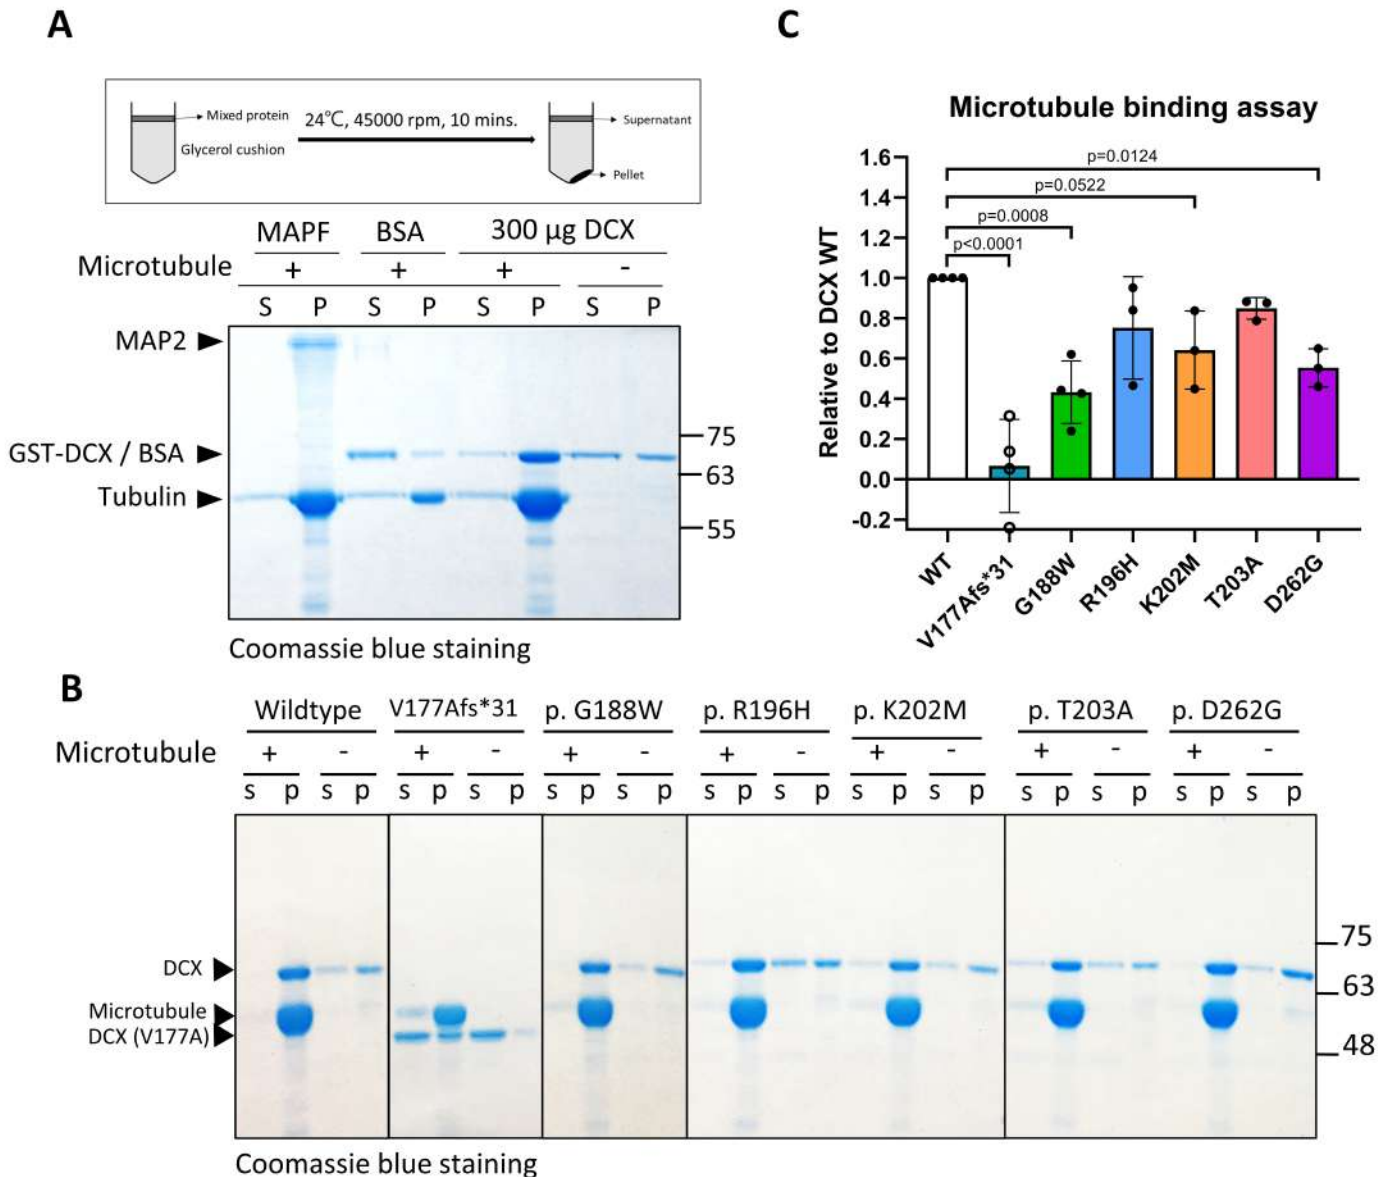 A
Mixed protein
Glycerol cushion
24℃, 45000 rpm, 10 mins.
Supernatant
Pellet
MAPF BSA 300 µg DCX
Microtubule + + + -
S P S P S P S P
MAP2
GST-DCX / BSA
Tubulin
75
63
55
Coomassie blue staining
C
Microtubule binding assay
Relative to DCX WT
1.6
1.4
1.2
1.0
0.8
0.6
0.4
0.2
0.0
-0.2
p=0.0124
p=0.0522
p=0.0008
p<0.0001
WT V177Afs*31 G188W R196H K202M T203A D262G
B
Wildtype V177Afs*31 p. G188W p. R196H p. K202M p. T203A p. D262G
Microtubule + - + - + - + - + - + - + -
s p s p s p s p s p s p s p s p s p s p s p s p s p s p
DCX
Microtubule
DCX (V177A)
75
63
48
Coomassie blue staining